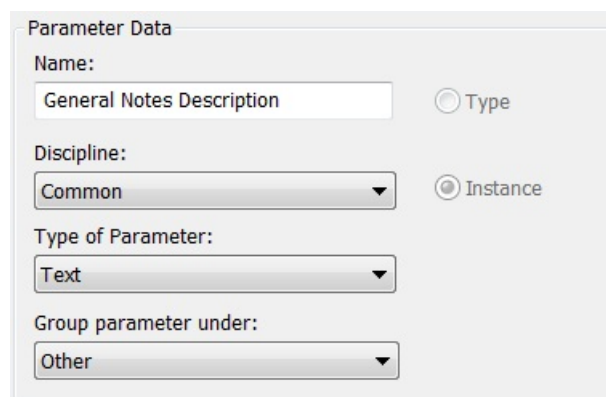 Parameter Data
Name:
General Notes Description
Type
Discipline:
Common
Instance
Type of Parameter:
Text
Group parameter under:
Other